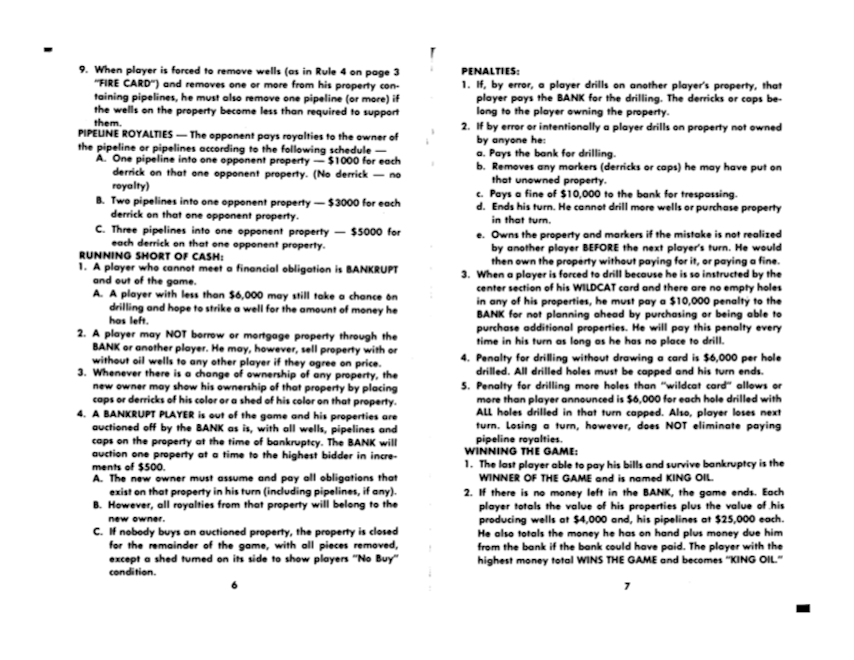 9. When player is forced to remove wells (as in Rule 4 on page 3
"FIRE CARD") and removes one or more from his property con-
taining pipelines, he must also remove one pipeline (or more) if
the wells on the property become less than required to support
them.
PIPELINE ROYALTIES — The opponent pays royalties to the owner of
the pipeline or pipelines according to the following schedule —
A. One pipeline into one opponent property — $1000 for each
derrick on that one opponent property. (No derrick — no
royalty)
B. Two pipelines into one opponent property — $3000 for each
derrick on that one opponent property.
C. Three pipelines into one opponent property — $5000 for
each derrick on that one opponent property.
RUNNING SHORT OF CASH:
1. A player who cannot meet a financial obligation is BANKRUPT
and out of the game.
A. A player with less than $6,000 may still take a chance on
drilling and hope to strike a well for the amount of money he
has left.
2. A player may NOT borrow or mortgage property through the
BANK or another player. He may, however, sell property with or
without oil wells to any other player if they agree on price.
3. Whenever there is a change of ownership of any property, the
new owner may show his ownership of that property by placing
caps or derricks of his color or a shed of his color on that property.
4. A BANKRUPT PLAYER is out of the game and his properties are
auctioned off by the BANK as is, with all wells, pipelines and
caps on the property at the time of bankruptcy. The BANK will
auction one property at a time to the highest bidder in incre-
ments of $500.
A. The new owner must assume and pay all obligations that
exist on that property in his turn (including pipelines, if any).
B. However, all royalties from that property will belong to the
new owner.
C. If nobody buys an auctioned property, the property is closed
for the remainder of the game, with all pieces removed,
except a shed turned on its side to show players "No Buy"
condition.
6
PENALTIES:
1. If, by error, a player drills on another player's property, that
player pays the BANK for the drilling. The derricks or caps be-
long to the player owning the property.
2. If by error or intentionally a player drills on property not owned
by anyone he:
a. Pays the bank for drilling.
b. Removes any markers (derricks or caps) he may have put on
that unowned property.
c. Pays a fine of $10,000 to the bank for trespassing.
d. Ends his turn. He cannot drill more wells or purchase property
in that turn.
e. Owns the property and markers if the mistake is not realized
by another player BEFORE the next player's turn. He would
then own the property without paying for it, or paying a fine.
3. When a player is forced to drill because he is so instructed by the
center section of his WILDCAT card and there are no empty holes
in any of his properties, he must pay a $10,000 penalty to the
BANK for not planning ahead by purchasing or being able to
purchase additional properties. He will pay this penalty every
time in his turn as long as he has no place to drill.
4. Penalty for drilling without drawing a card is $6,000 per hole
drilled. All drilled holes must be capped and his turn ends.
5. Penalty for drilling more holes than "wildcat card" allows or
more than player announced is $6,000 for each hole drilled with
ALL holes drilled in that turn capped. Also, player loses next
turn. Losing a turn, however, does NOT eliminate paying
pipeline royalties.
WINNING THE GAME:
1. The last player able to pay his bills and survive bankruptcy is the
WINNER OF THE GAME and is named KING OIL.
2. If there is no money left in the BANK, the game ends. Each
player totals the value of his properties plus the value of his
producing wells at $4,000 and, his pipelines at $25,000 each.
He also totals the money he has on hand plus money due him
from the bank if the bank could have paid. The player with the
highest money total WINS THE GAME and becomes "KING OIL."
7